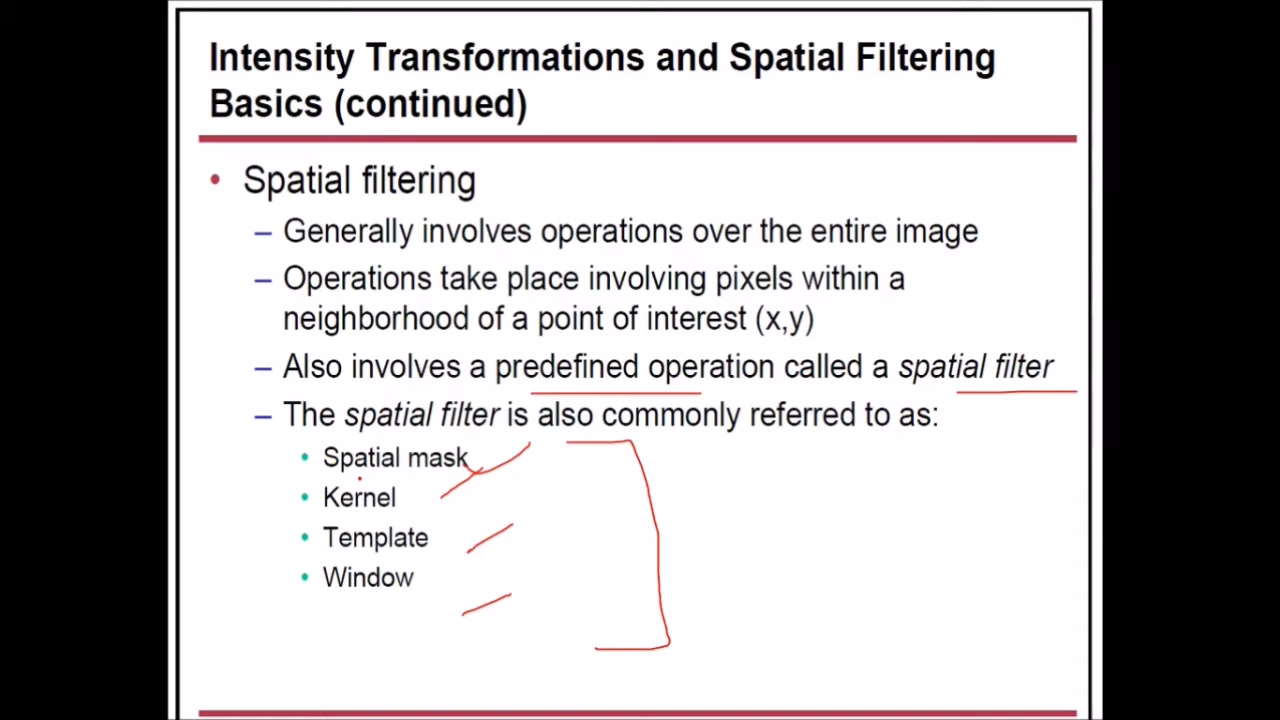 Intensity Transformations and Spatial Filtering
Basics (continued)
• Spatial filtering
– Generally involves operations over the entire image
– Operations take place involving pixels within a
neighborhood of a point of interest (x,y)
– Also involves a predefined operation called a spatial filter
– The spatial filter is also commonly referred to as:
• Spatial mask
• Kernel
• Template
• Window